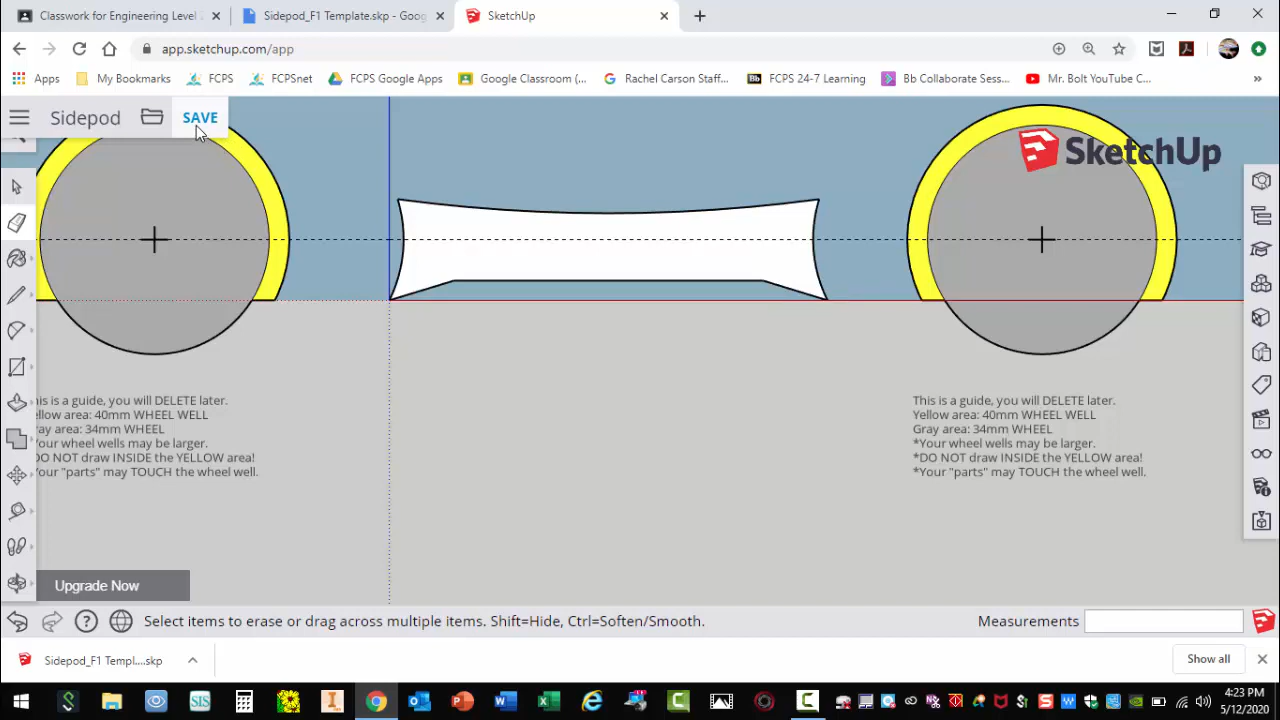 Classwork for Engineering Level
Sidepod_F1 Template.skp - Goog
SketchUp
app.sketchup.com/app
Apps
My Bookmarks
FCPS
FCPSnet
FCPS Google Apps
Google Classroom (...
Rachel Carson Staff...
Bb FCPS 24-7 Learning
Bb Collaborate Sess...
Mr. Bolt YouTube C...
Sidepod
SAVE
SketchUp
This is a guide, you will DELETE later.
Yellow area: 40mm WHEEL WELL
Gray area: 34mm WHEEL
*Your wheel wells may be larger.
*DO NOT draw INSIDE the YELLOW area!
*Your "parts" may TOUCH the wheel well.
his is a guide, you will DELETE later.
ellow area: 40mm WHEEL WELL
ray area: 34mm WHEEL
Your wheel wells may be larger.
DO NOT draw INSIDE the YELLOW area!
Your "parts" may TOUCH the wheel well.
Upgrade Now
Select items to erase or drag across multiple items. Shift=Hide, Ctrl=Soften/Smooth.
Measurements
Sidepod_F1 Templ....skp
Show all
4:23 PM
5/12/2020